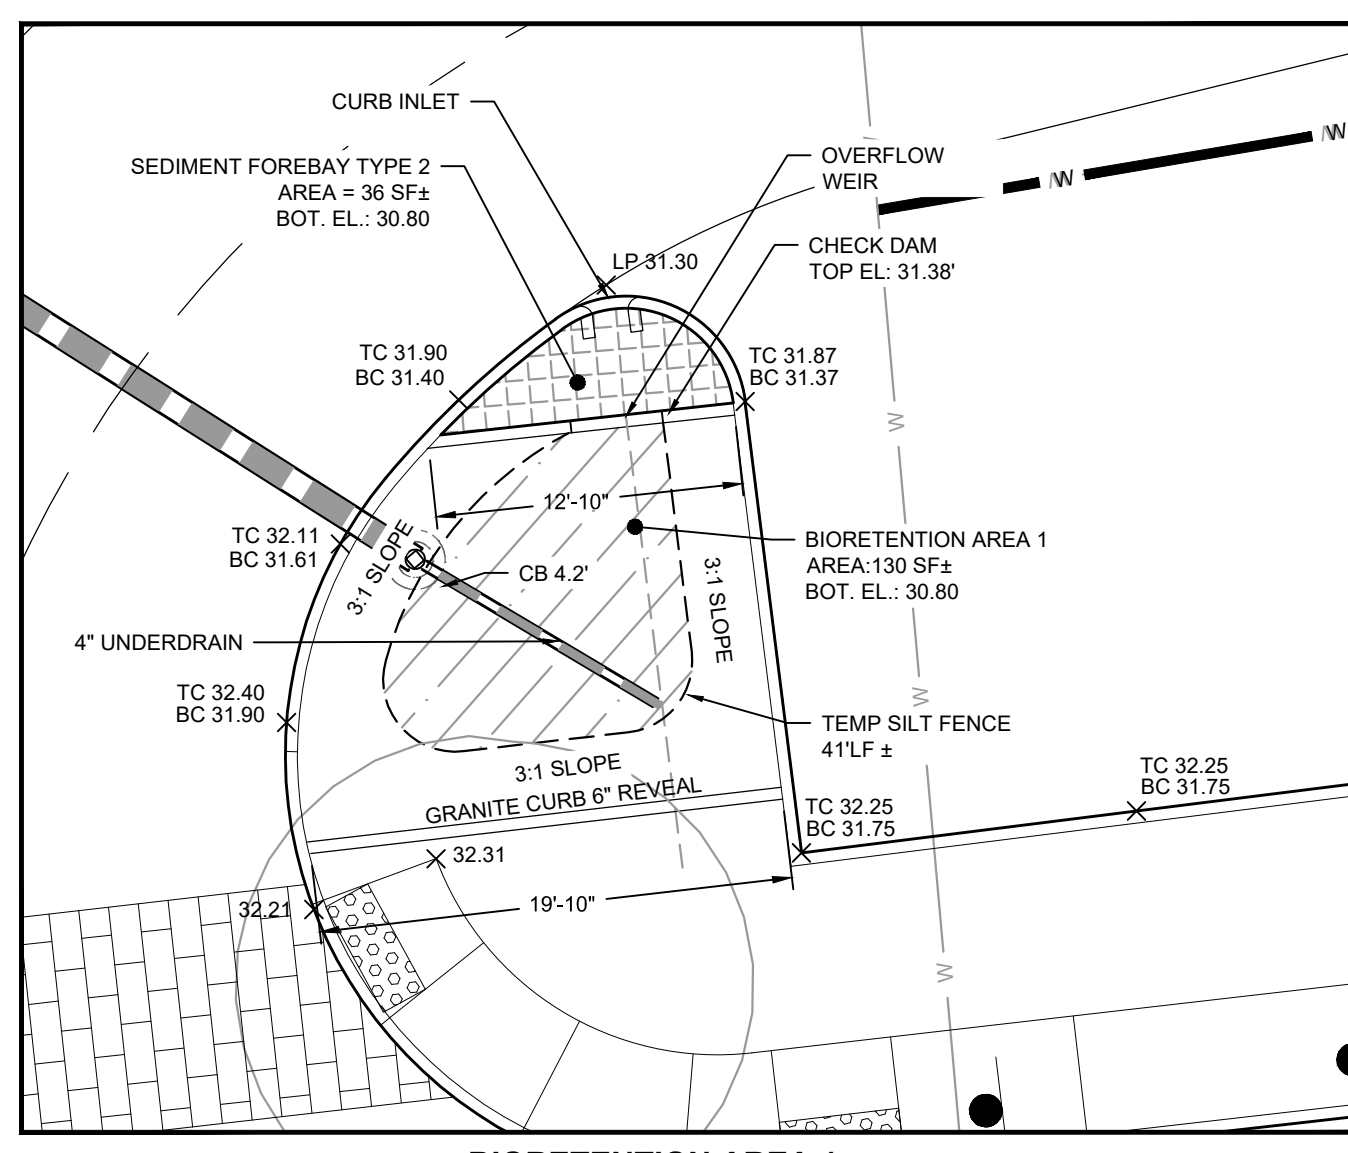 CURB INLET
SEDIMENT FOREBAY TYPE 2
AREA = 36 SF±
BOT. EL.: 30.80
OVERFLOW
WEIR
W
W
W
CHECK DAM
TOP EL: 31.38'
LP 31.30
TC 31.90
BC 31.40
TC 31.87
BC 31.37
W
12'-10"
TC 32.11
BC 31.61
3:1 SLOPE
CB 4.2'
BIORETENTION AREA 1
AREA:130 SF±
BOT. EL.: 30.80
3:1 SLOPE
4" UNDERDRAIN
TC 32.40
BC 31.90
W
TEMP SILT FENCE
41'LF ±
3:1 SLOPE
GRANITE CURB 6" REVEAL
TC 32.25
BC 31.75
TC 32.25
BC 31.75
32.31
32.21
19'-10"
W